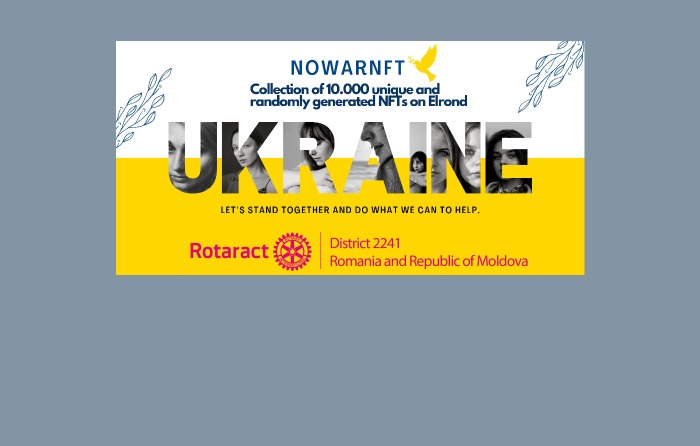 NOWARNFT
Collection of 10.000 unique and
randomly generated NFTs on Elrond
UKRAINE
LET'S STAND TOGETHER AND DO WHAT WE CAN TO HELP.
Rotaract
District 2241
Romania and Republic of Moldova